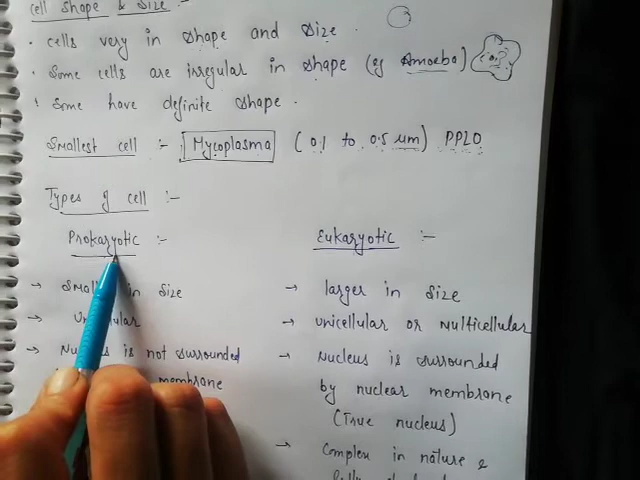 Cell Shape & Size :-
· Cells very in shape and size .
· Some cells are irregular in shape (eg Amoeba)
· Some have definite shape .
Smallest cell :- Mycoplasma ( 0.1 to 0.5 µm) PPLO
Types of cell :-
Prokaryotic :-
→ in size
→
→ is not surrounded
membrane
Eukaryotic :-
→ larger in size
→ unicellular or Multicellular
→ Nucleus is surrounded
by nuclear membrane
(True nucleus)
→ Complex in nature &